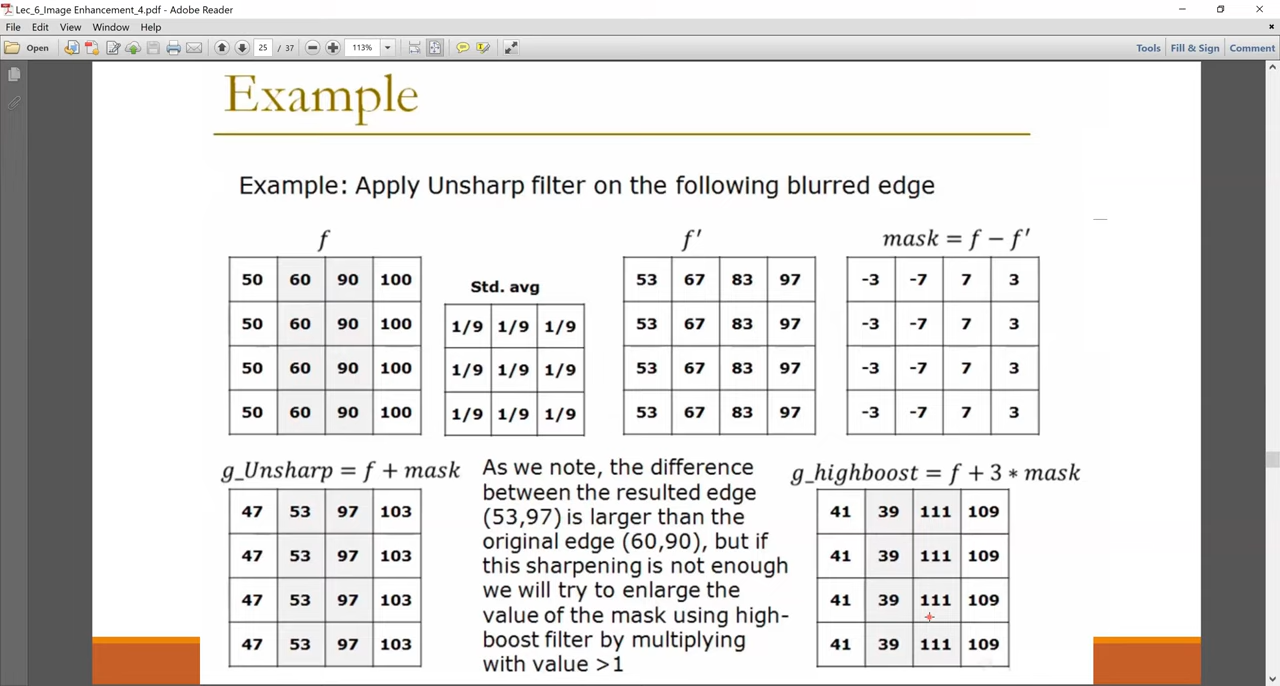 Lec_6_Image Enhancement_4.pdf - Adobe Reader
File Edit View Window Help
Open 25 / 37 113% Tools Fill & Sign Comment
Example
Example: Apply Unsharp filter on the following blurred edge
f
50 60 90 100
50 60 90 100
50 60 90 100
50 60 90 100
Std. avg
1/9 1/9 1/9
1/9 1/9 1/9
1/9 1/9 1/9
f′
53 67 83 97
53 67 83 97
53 67 83 97
53 67 83 97
mask = f − f′
-3 -7 7 3
-3 -7 7 3
-3 -7 7 3
-3 -7 7 3
g_Unsharp = f + mask
47 53 97 103
47 53 97 103
47 53 97 103
47 53 97 103
As we note, the difference
between the resulted edge
(53,97) is larger than the
original edge (60,90), but if
this sharpening is not enough
we will try to enlarge the
value of the mask using high-
boost filter by multiplying
with value >1
g_highboost = f + 3 ∗ mask
41 39 111 109
41 39 111 109
41 39 111 109
41 39 111 109